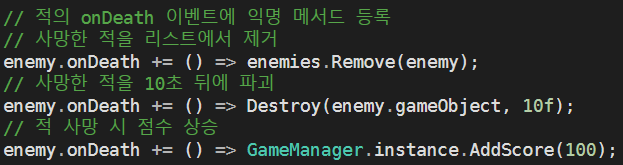 // 적의 onDeath 이벤트에 익명 메서드 등록
// 사망한 적을 리스트에서 제거
enemy.onDeath += () => enemies.Remove(enemy);
// 사망한 적을 10초 뒤에 파괴
enemy.onDeath += () => Destroy(enemy.gameObject, 10f);
// 적 사망 시 점수 상승
enemy.onDeath += () => GameManager.instance.AddScore(100);